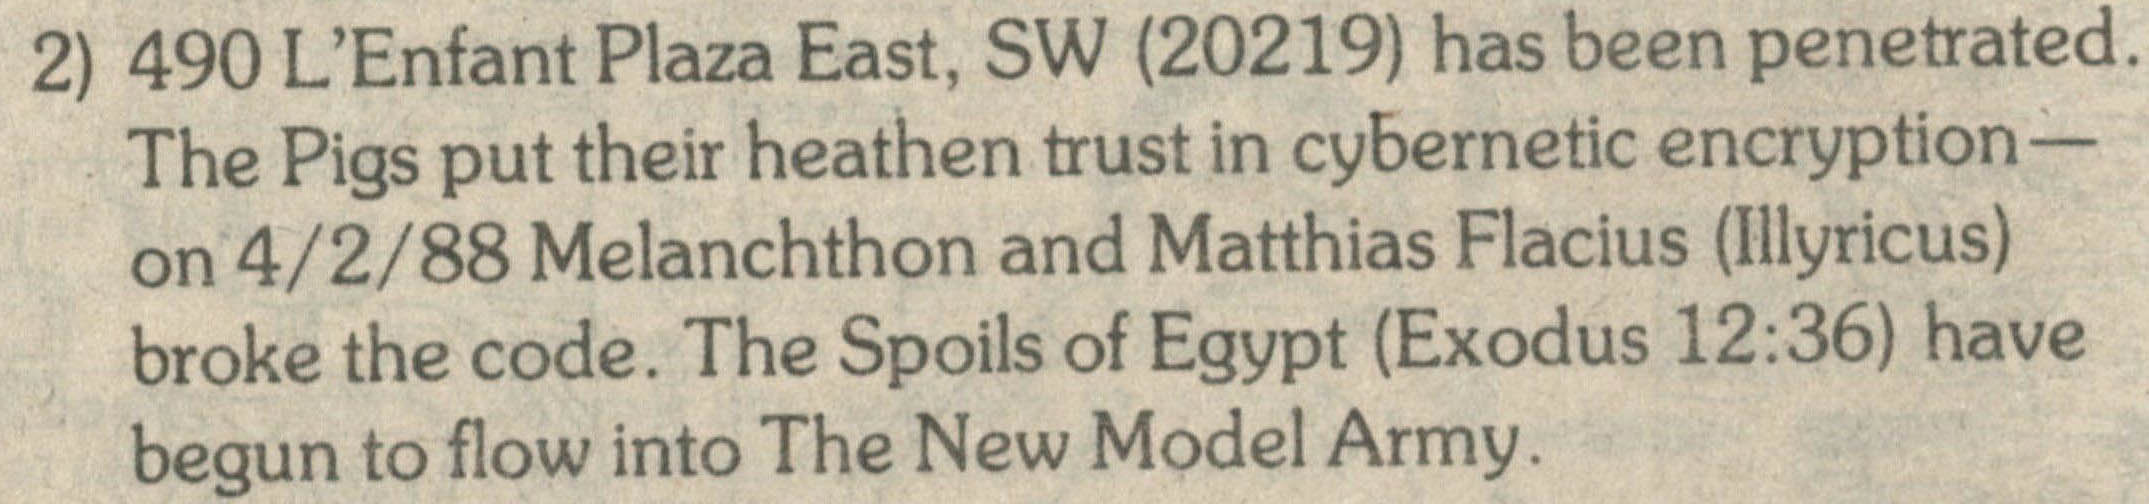 2) 490 L'Enfant Plaza East, SW (20219) has been penetrated.
The Pigs put their heathen trust in cybernetic encryption—
on 4/2/88 Melanchthon and Matthias Flacius (Illyricus)
broke the code. The Spoils of Egypt (Exodus 12:36) have
begun to flow into The New Model Army.